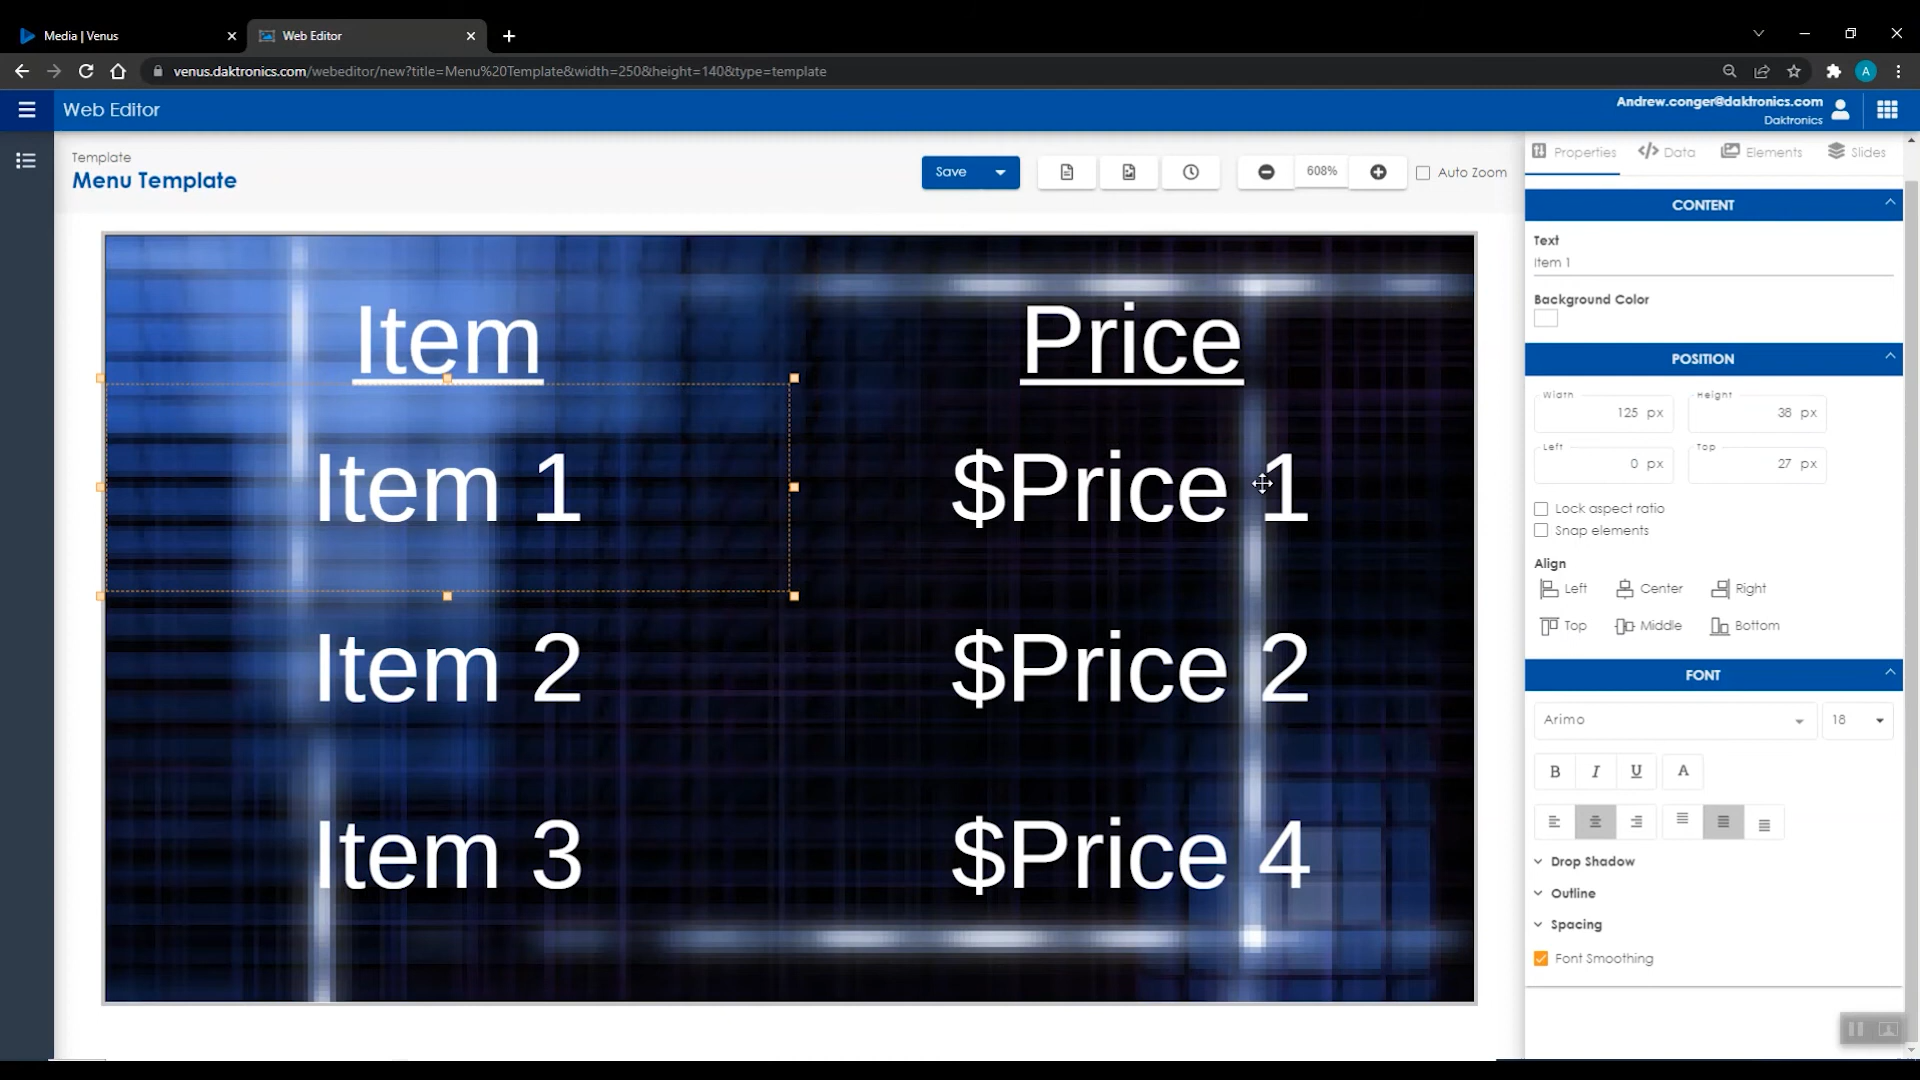 Media | Venus
Web Editor
venus.daktronics.com/webeditor/new?title=Menu%20Template&width=250&height=140&type=template
A
Web Editor
Andrew.conger@daktronics.com
Daktronics
Template
Menu Template
Save
608%
Auto Zoom
Properties
Data
Elements
Slides
Item
Price
Item 1
$Price 1
Item 2
$Price 2
Item 3
$Price 4
CONTENT
Text
Item 1
Background Color
POSITION
Width
125 px
Height
38 px
Left
0 px
Top
27 px
Lock aspect ratio
Snap elements
Align
Left
Center
Right
Top
Middle
Bottom
FONT
Arimo
18
B
I
U
A
Drop Shadow
Outline
Spacing
Font Smoothing